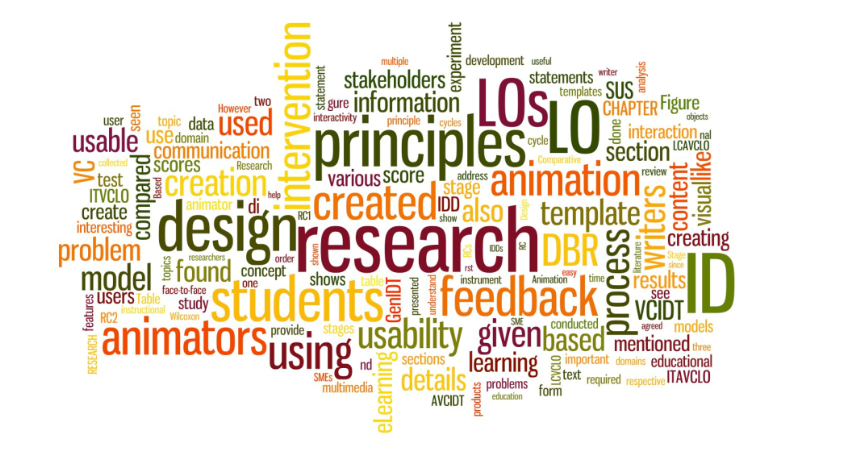 multiple
development
useful
stakeholders
statements
writer
analysis
experiment
statement
intervention
gure
information
LOs
templates
SUS
CHAPTER
Figure
objects
user
seen
topic
However
two
interactivity
principle
cycles
LO
done
interaction
nal
usable
use
domain
data
used
principles
cycle
section
LCAVCLO
communication
Comparative
VC
collected
scores
Research
various
score
address
animation
review
content
visual
like
test
Based
compared
creation
help
stage
ITVCLO
animator
di
RC1
created
IDD
also
Design
template
writers
create
show
interesting
design
research
DBR
process
literature
creating
problem
researchers
order
shown
RCs
IDDs
RC
Stage
since
model
topics
found
concept
rst
results
ID
face-to-face
one
shows
table
GenIDT
presented
understand
instrument
Animation
easy
time
see
features
users
Table
study
students
feedback
VCIDT
instructional
RC2
Wilcoxon
SME
conducted
agreed
models
RESEARCH
animators
provide
stages
usability
given
based
mentioned
three
using
nd
eLearning
sections
learning
important
domains
educational
SMEs
multimedia
details
problems
LCVCLO
text
required
respective
ITAVCLO
AVCIDT
products
education
form